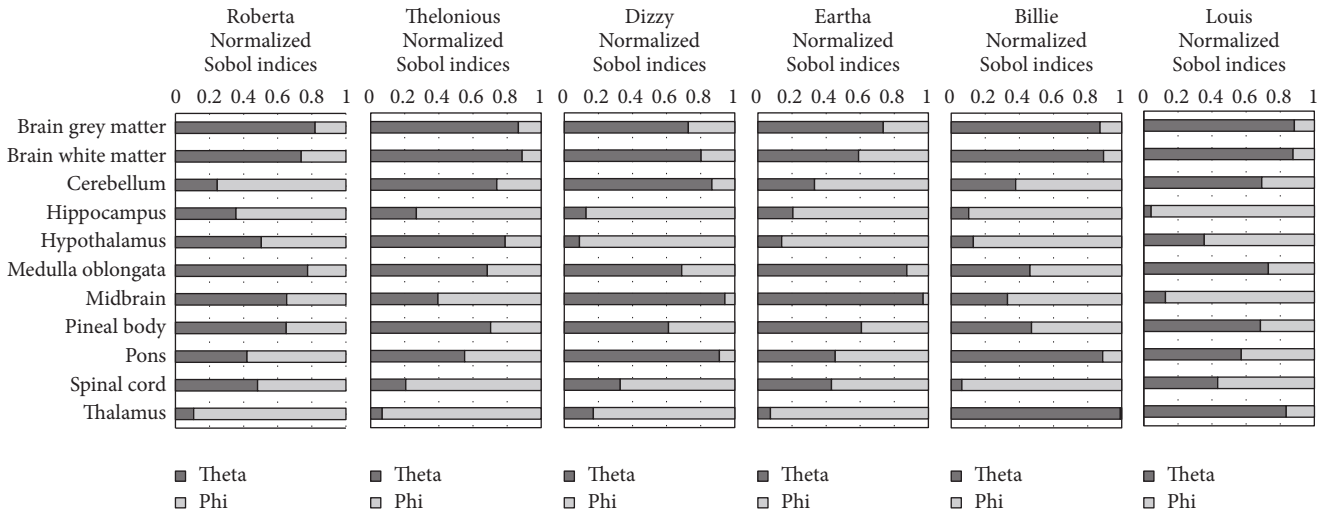 Roberta
Normalized
Sobol indices
Thelonious
Normalized
Sobol indices
Dizzy
Normalized
Sobol indices
Eartha
Normalized
Sobol indices
Billie
Normalized
Sobol indices
Louis
Normalized
Sobol indices
0 0.2 0.4 0.6 0.8 1
0 0.2 0.4 0.6 0.8 1
0 0.2 0.4 0.6 0.8 1
0 0.2 0.4 0.6 0.8 1
0 0.2 0.4 0.6 0.8 1
0 0.2 0.4 0.6 0.8 1
Brain grey matter
Brain white matter
Cerebellum
Hippocampus
Hypothalamus
Medulla oblongata
Midbrain
Pineal body
Pons
Spinal cord
Thalamus
Theta
Phi
Theta
Phi
Theta
Phi
Theta
Phi
Theta
Phi
Theta
Phi